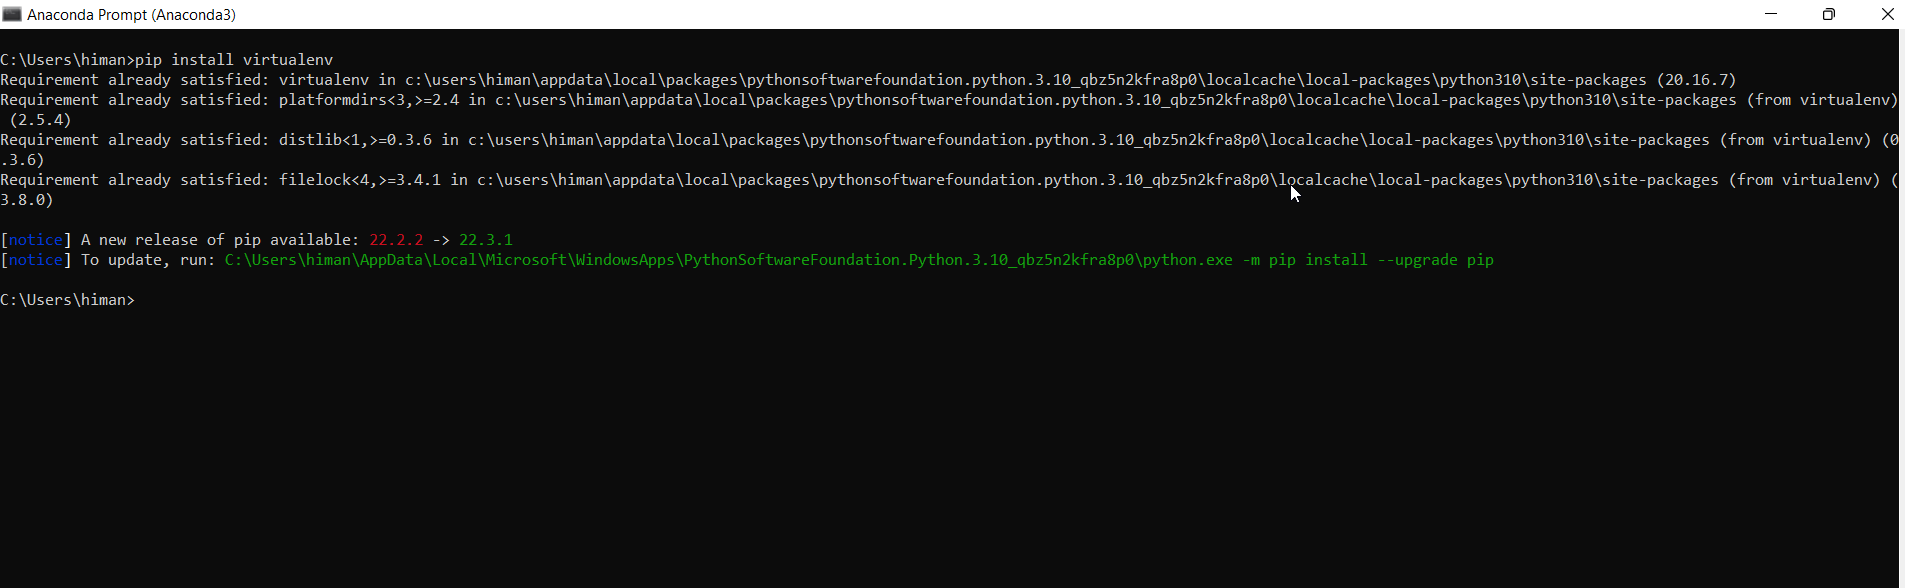 Anaconda Prompt (Anaconda3)
C:\Users\himan>pip install virtualenv
Requirement already satisfied: virtualenv in c:\users\himan\appdata\local\packages\pythonsoftwarefoundation.python.3.10_qbz5n2kfra8p0\localcache\local-packages\python310\site-packages (20.16.7)
Requirement already satisfied: platformdirs<3,>=2.4 in c:\users\himan\appdata\local\packages\pythonsoftwarefoundation.python.3.10_qbz5n2kfra8p0\localcache\local-packages\python310\site-packages (from virtualenv)
 (2.5.4)
Requirement already satisfied: distlib<1,>=0.3.6 in c:\users\himan\appdata\local\packages\pythonsoftwarefoundation.python.3.10_qbz5n2kfra8p0\localcache\local-packages\python310\site-packages (from virtualenv) (0
.3.6)
Requirement already satisfied: filelock<4,>=3.4.1 in c:\users\himan\appdata\local\packages\pythonsoftwarefoundation.python.3.10_qbz5n2kfra8p0\localcache\local-packages\python310\site-packages (from virtualenv) (
3.8.0)
[notice] A new release of pip available: 22.2.2 -> 22.3.1
[notice] To update, run: C:\Users\himan\AppData\Local\Microsoft\WindowsApps\PythonSoftwareFoundation.Python.3.10_qbz5n2kfra8p0\python.exe -m pip install --upgrade pip
C:\Users\himan>